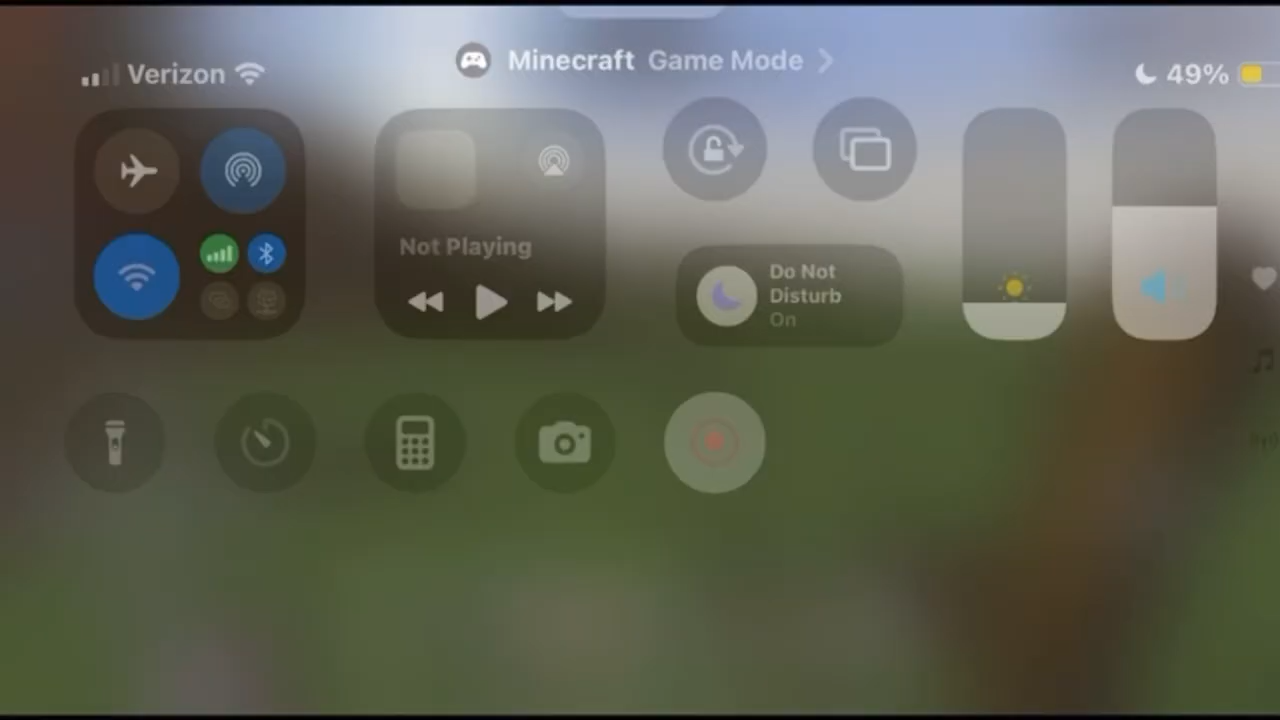 Minecraft Game Mode
Verizon
49%
Not Playing
Do Not
Disturb
On